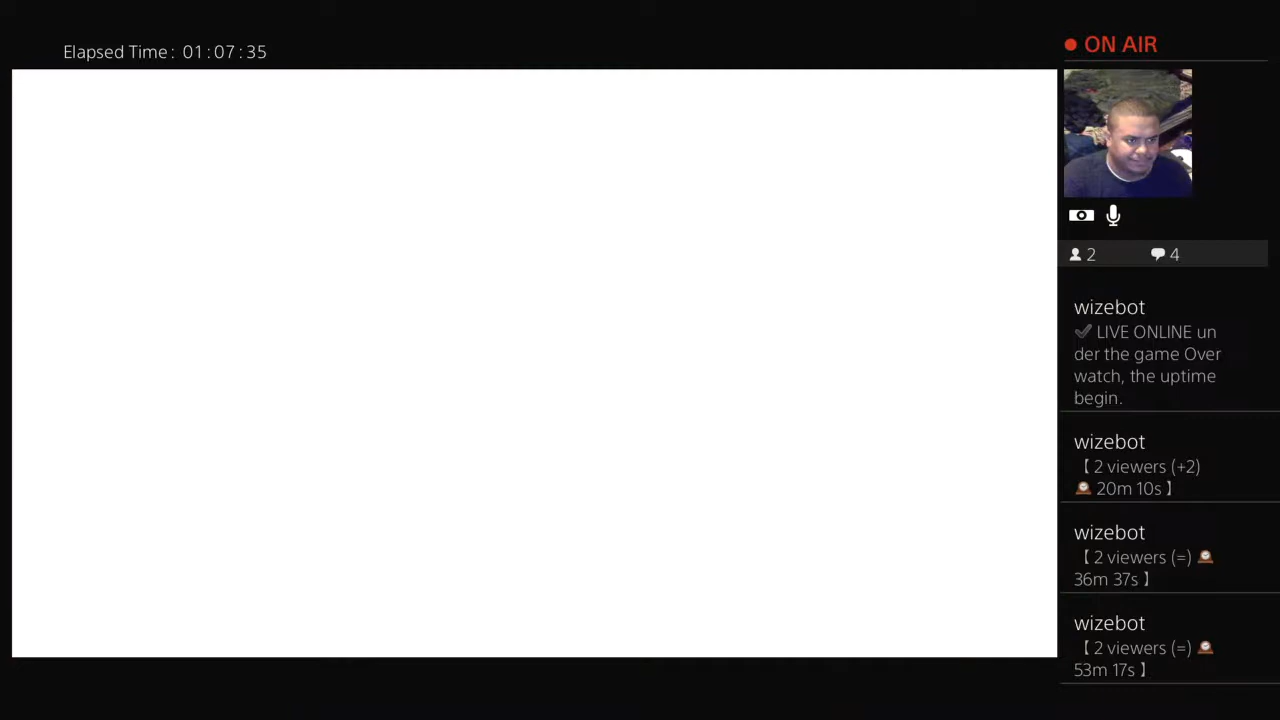 Elapsed Time: 01:07:35
ON AIR
2
4
wizebot
✔ LIVE ONLINE un
der the game Over
watch, the uptime
begin.
wizebot
【 2 viewers (+2)
🕰 20m 10s 】
wizebot
【 2 viewers (=) 🕰
36m 37s 】
wizebot
【 2 viewers (=) 🕰
53m 17s 】